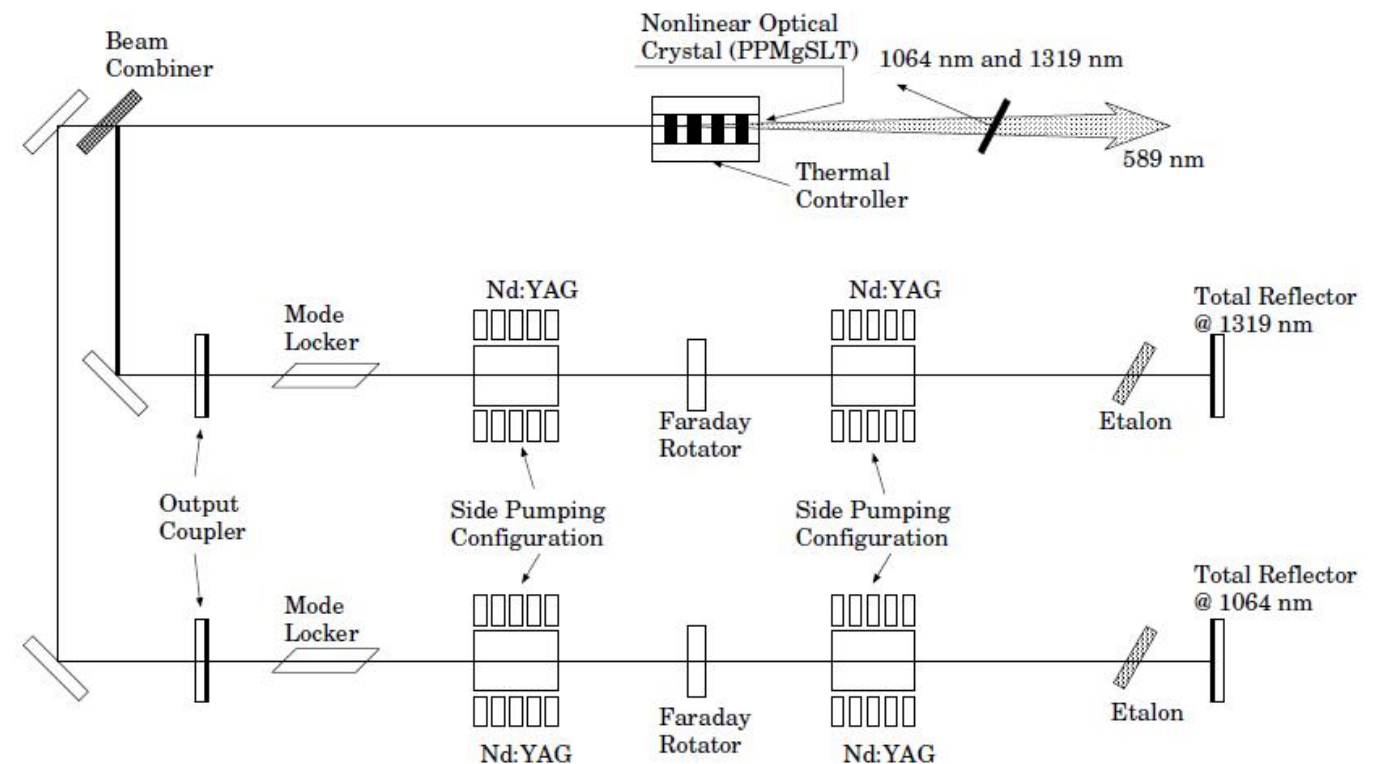 Beam
Combiner
Nonlinear Optical
Crystal (PPMgSLT)
1064 nm and 1319 nm
589 nm
Thermal
Controller
Nd:YAG
Nd:YAG
Total Reflector
@ 1319 nm
Mode
Locker
Faraday
Rotator
Etalon
Output
Coupler
Side Pumping
Configuration
Side Pumping
Configuration
Total Reflector
@ 1064 nm
Mode
Locker
Faraday
Rotator
Etalon
Nd:YAG
Nd:YAG